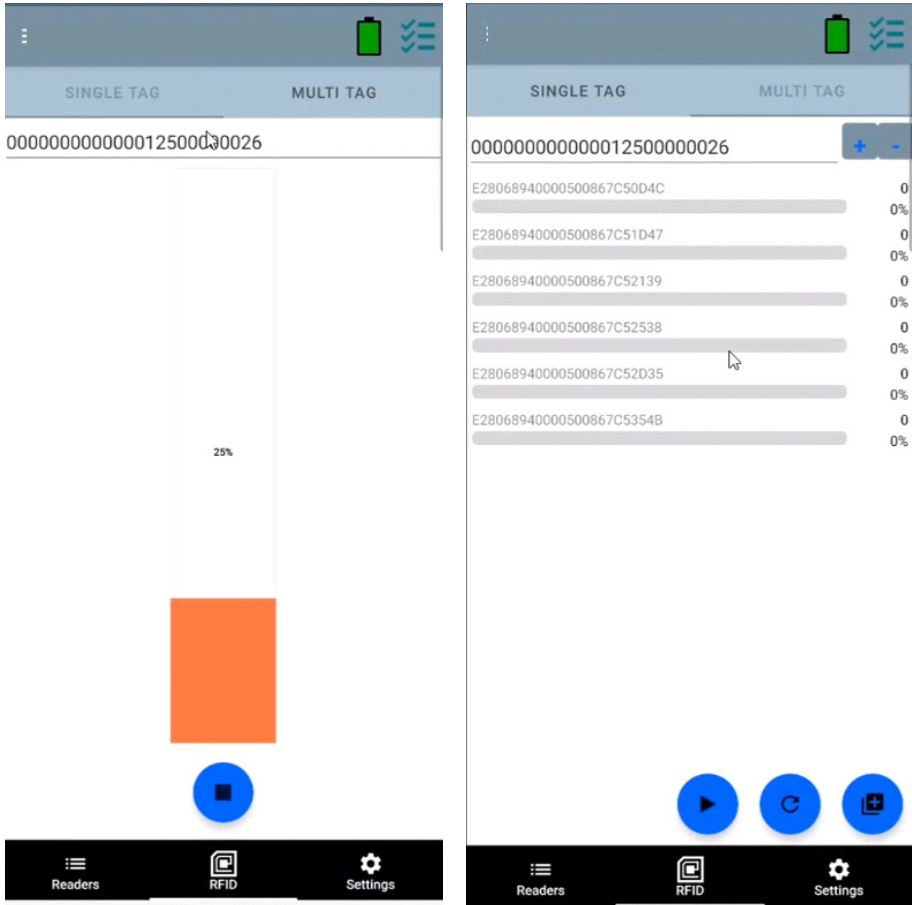 SINGLE TAG MULTI TAG
000000000000012500000026
25%
Readers RFID Settings
SINGLE TAG MULTI TAG
000000000000012500000026 + -
E28068940000500867C50D4C 0
0%
E28068940000500867C51D47 0
0%
E28068940000500867C52139 0
0%
E28068940000500867C52538 0
0%
E28068940000500867C52D35 0
0%
E28068940000500867C5354B 0
0%
Readers RFID Settings